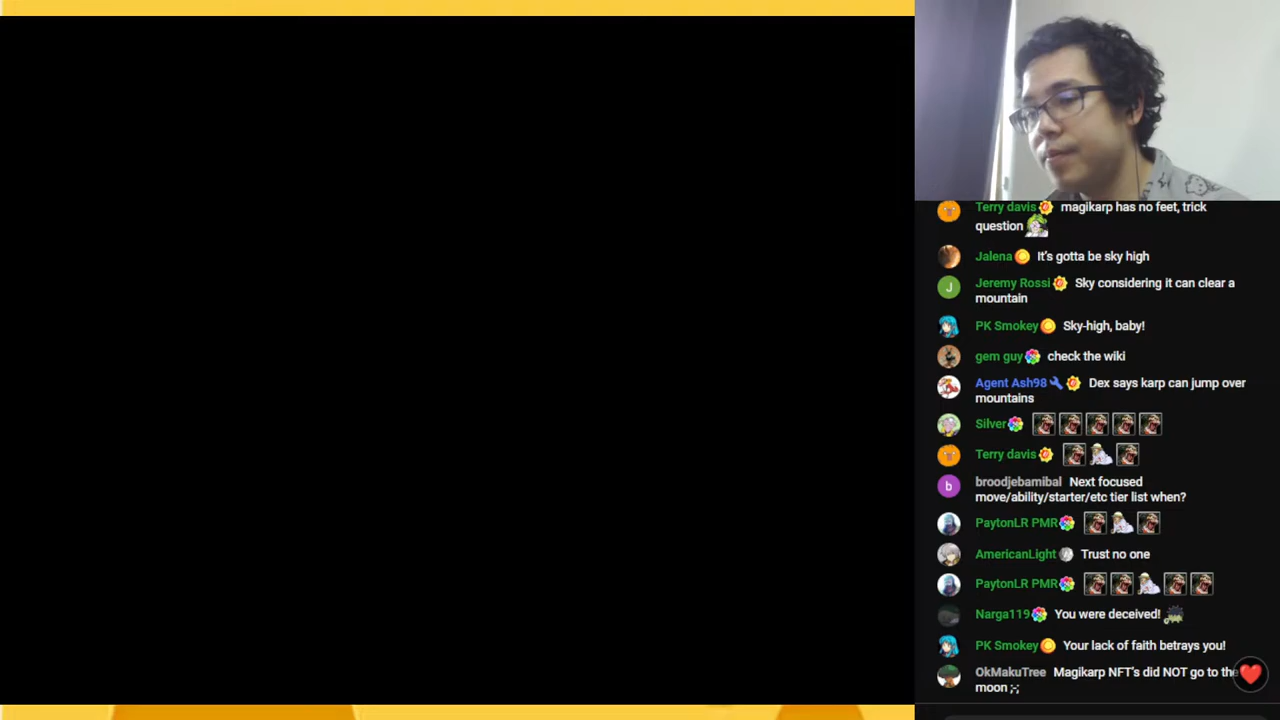 Terry davis magikarp has no feet, trick
question
Jalena It's gotta be sky high
J Jeremy Rossi Sky considering it can clear a
mountain
PK Smokey Sky-high, baby!
gem guy check the wiki
Agent Ash98 Dex says karp can jump over
mountains
Silver
Terry davis
b broodjebamibal Next focused
move/ability/starter/etc tier list when?
PaytonLR PMR
AmericanLight Trust no one
PaytonLR PMR
Narga119 You were deceived!
PK Smokey Your lack of faith betrays you!
OkMakuTree Magikarp NFT's did NOT go to the
moon